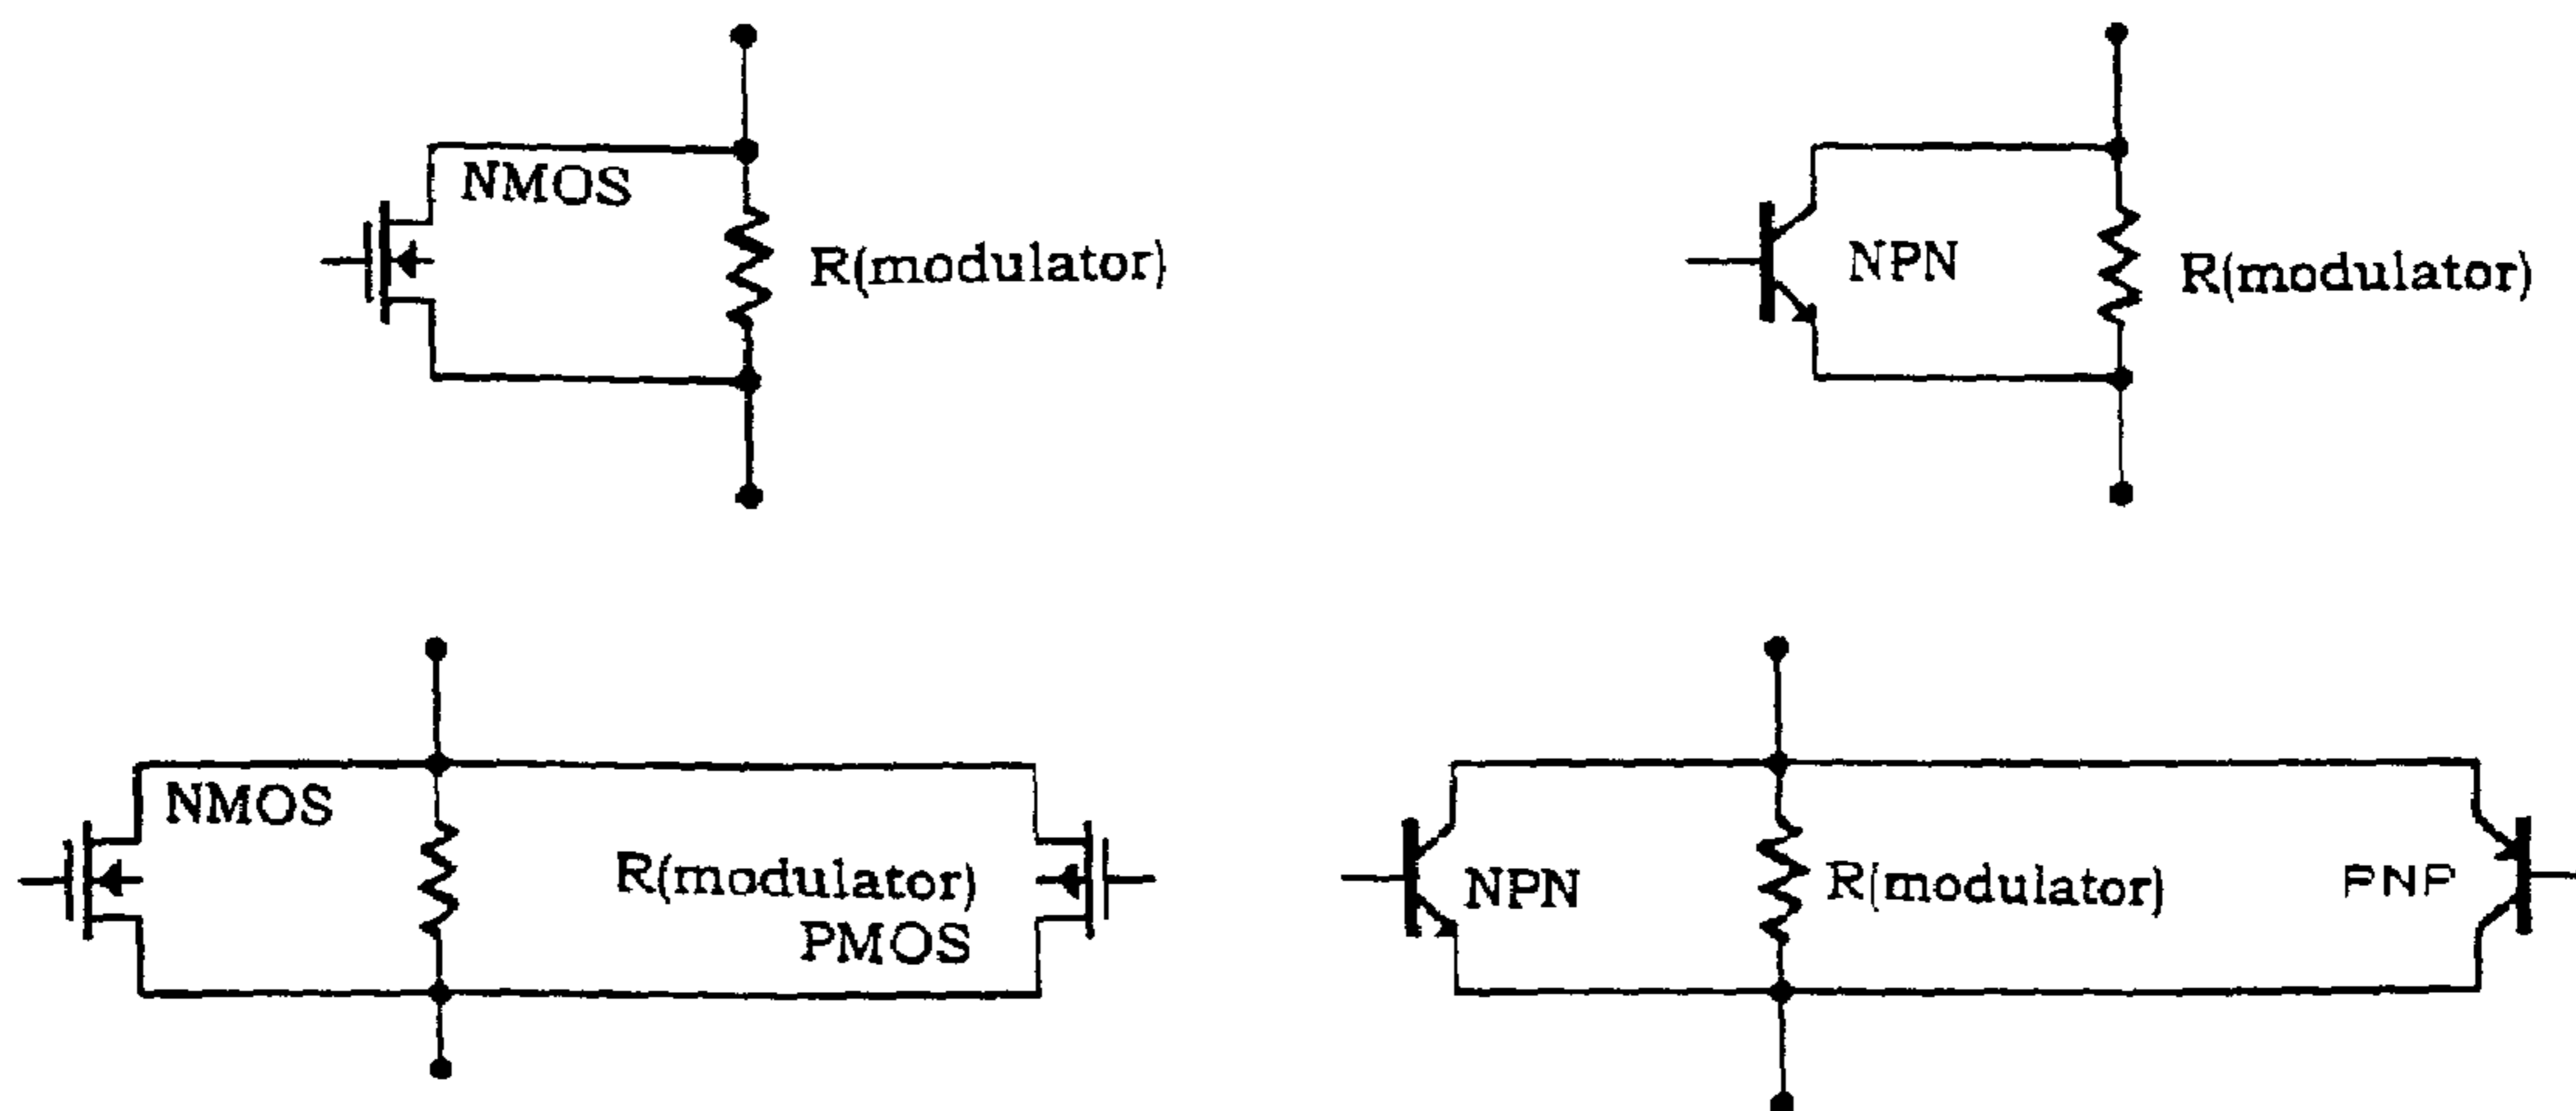 NMOS
R(modulator)
NPN
R(modulator)
NMOS
R(modulator)
PMOS
NPN
R(modulator)
PNP